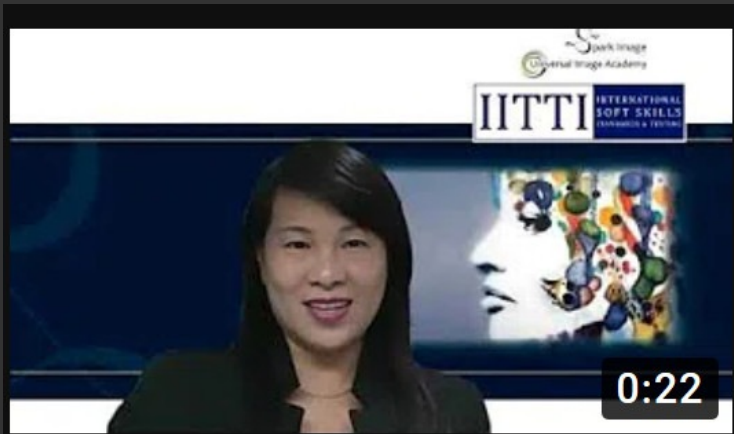 Spark Image
Universal Image Academy
IITTI
INTERNATIONAL
SOFT SKILLS
STANDARDS & TESTING
0:22